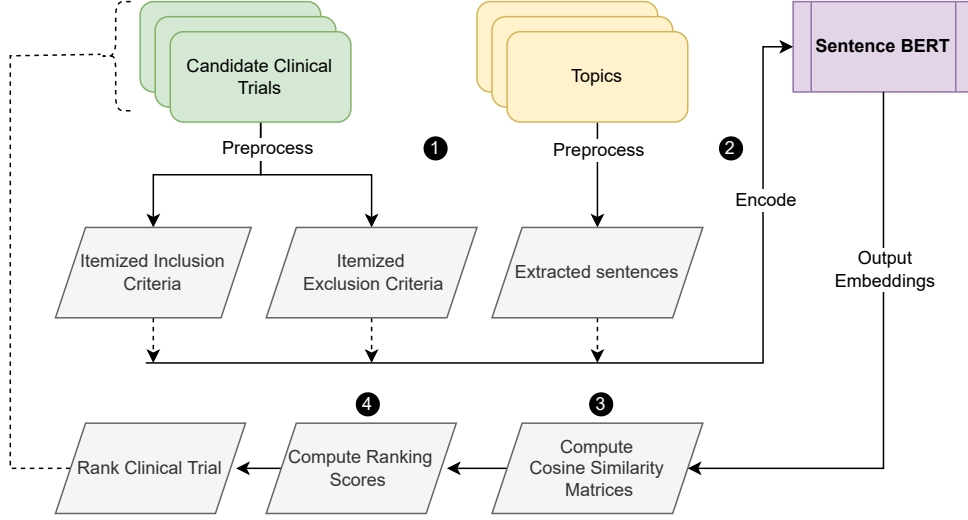 Candidate Clinical
Trials
Topics
Sentence BERT
Preprocess
1
Preprocess
2
Encode
Itemized Inclusion
Criteria
Itemized
Exclusion Criteria
Extracted sentences
Output
Embeddings
4
3
Rank Clinical Trial
Compute Ranking
Scores
Compute
Cosine Similarity
Matrices